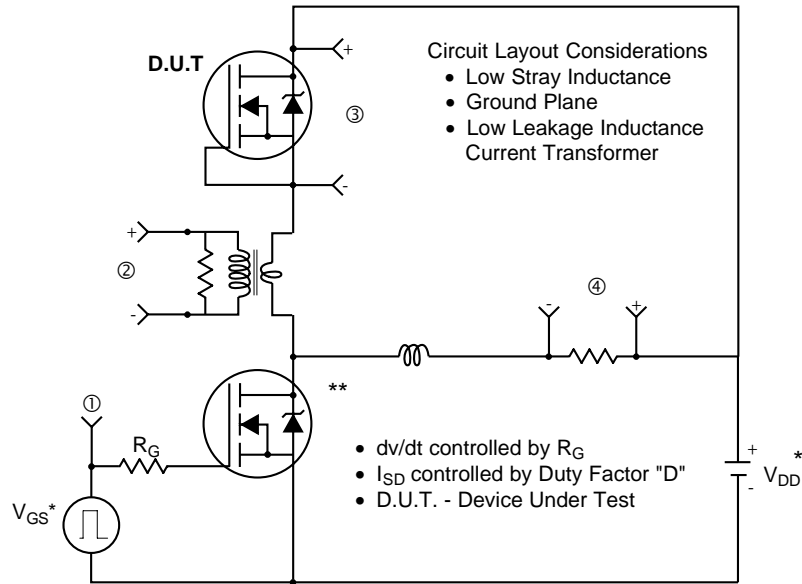 D.U.T
+
③
-
Circuit Layout Considerations
• Low Stray Inductance
• Ground Plane
• Low Leakage Inductance
Current Transformer
+
②
-
④
-
+
**
①
R_G
V_GS*
• dv/dt controlled by R_G
• I_SD controlled by Duty Factor "D"
• D.U.T. - Device Under Test
+
-
V_DD*